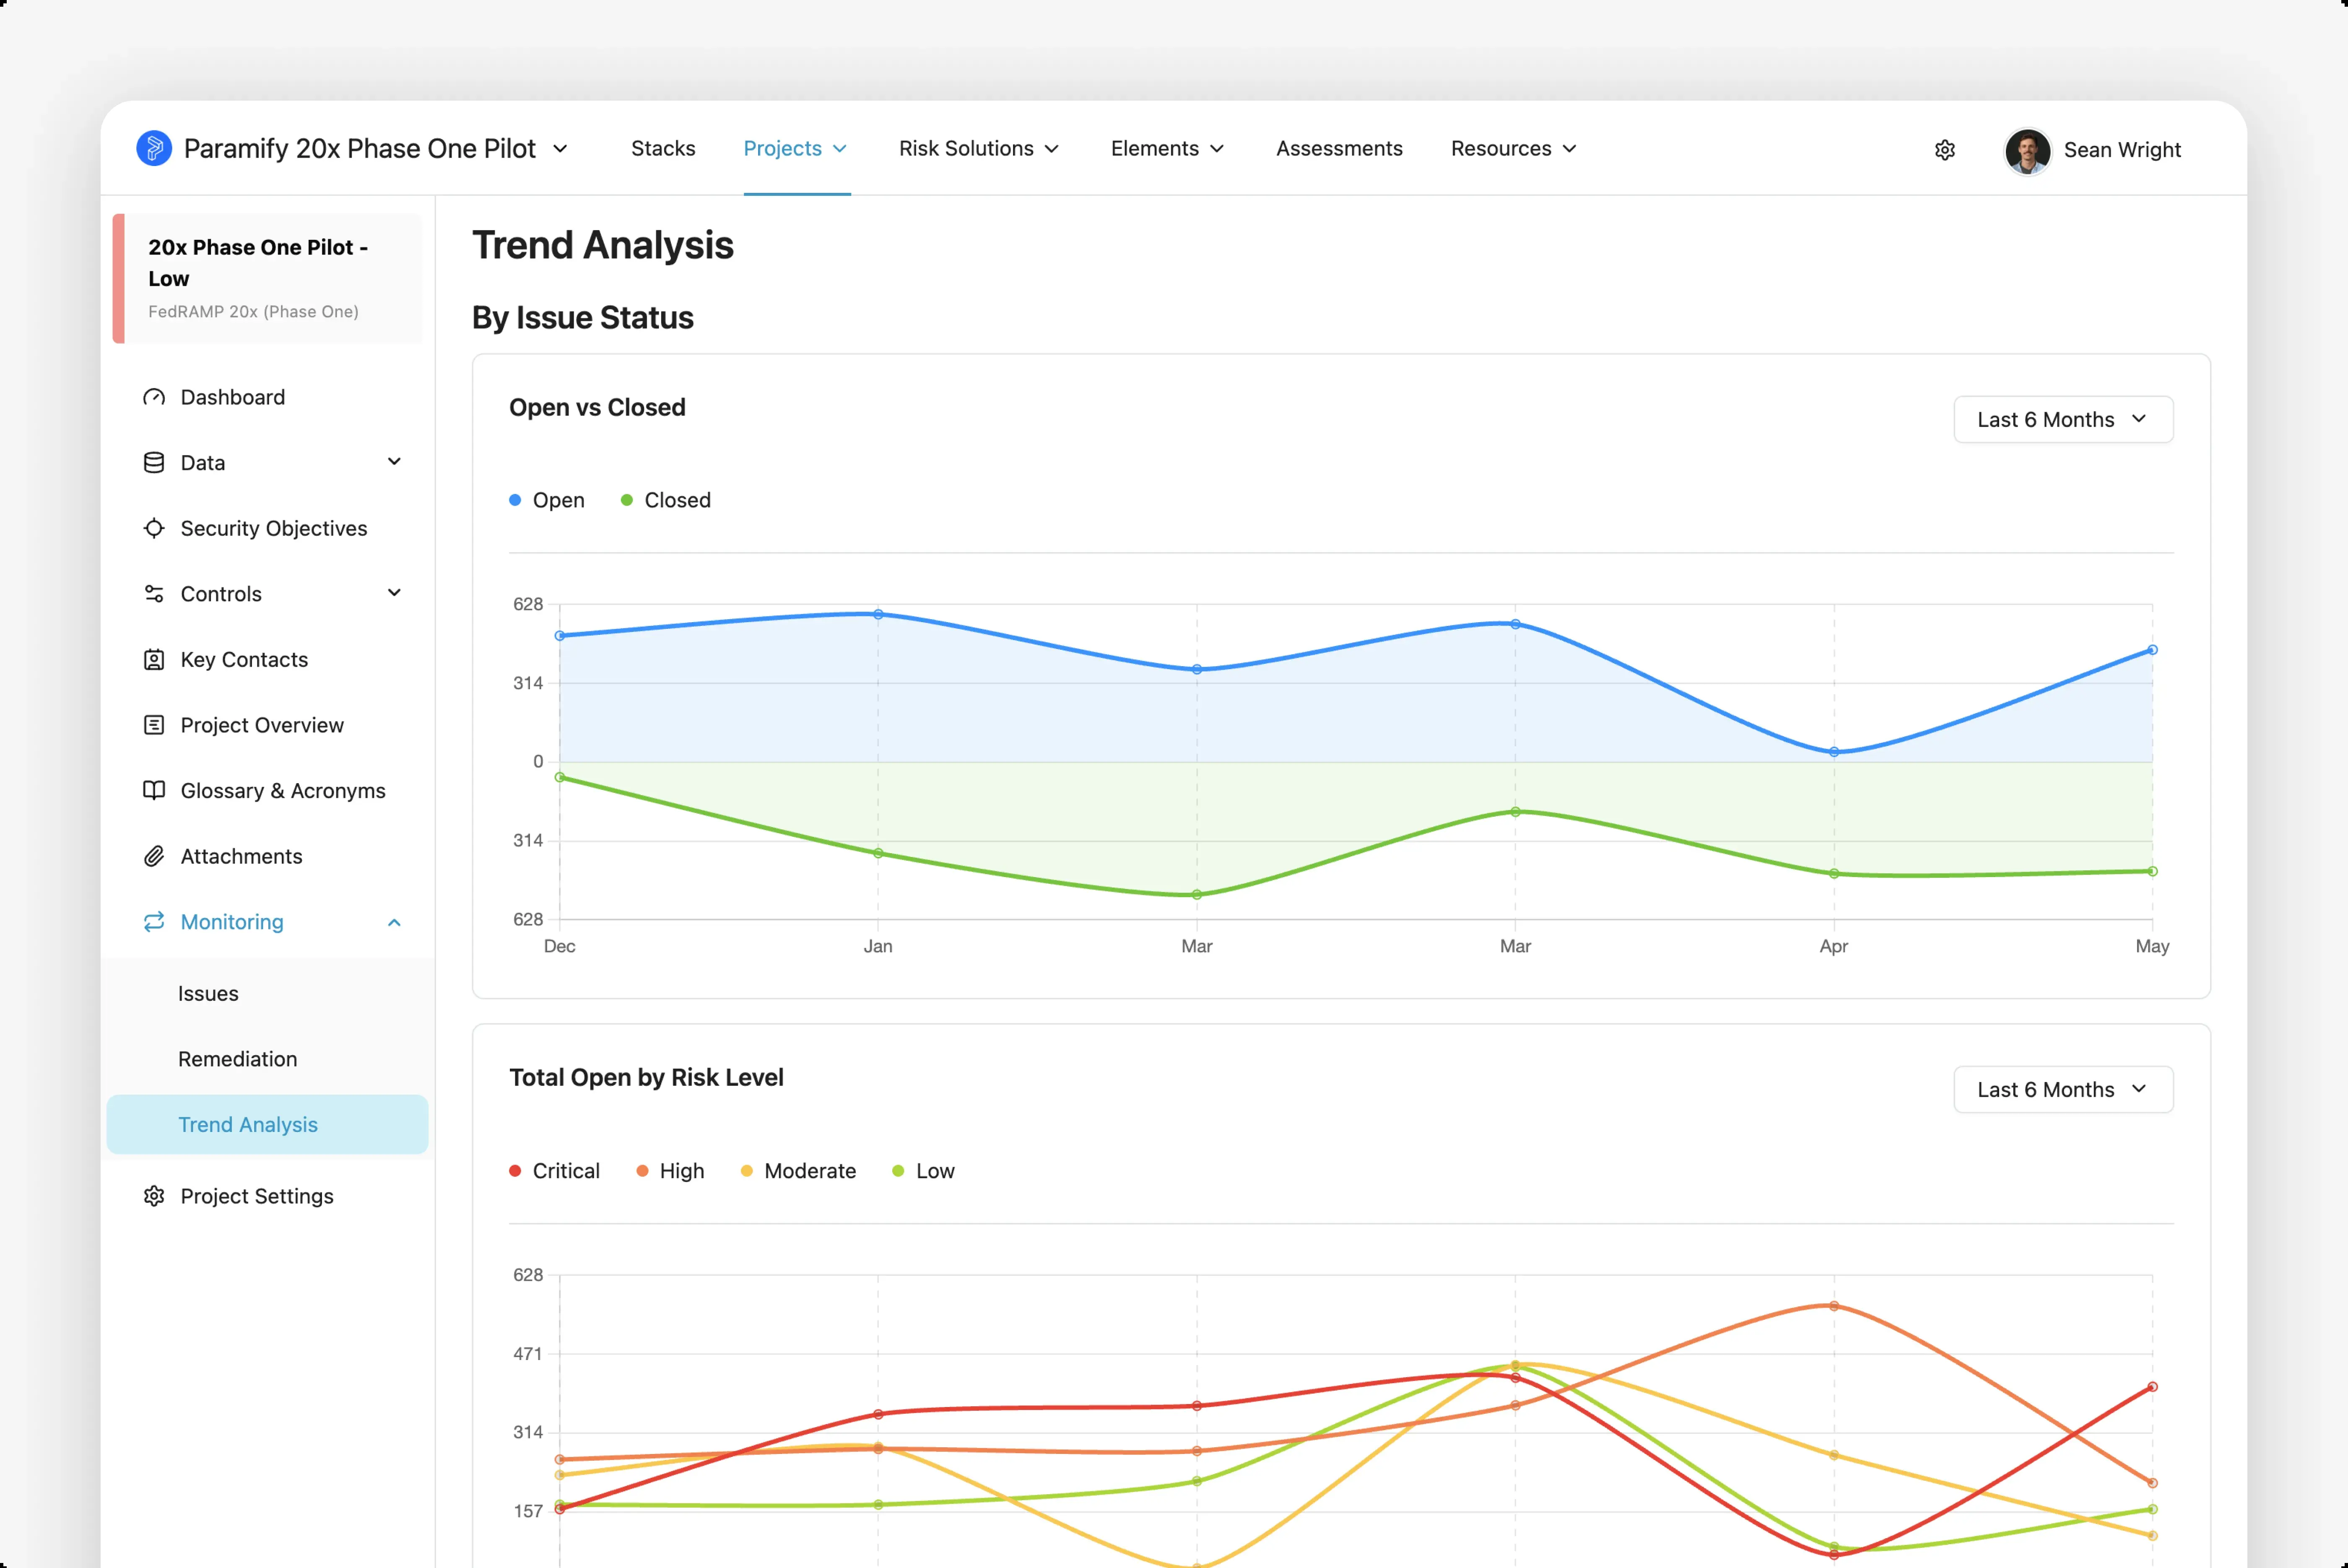 Paramify 20x Phase One Pilot
Stacks
Projects
Risk Solutions
Elements
Assessments
Resources
Sean Wright
20x Phase One Pilot -
Low
FedRAMP 20x (Phase One)
Dashboard
Data
Security Objectives
Controls
Key Contacts
Project Overview
Glossary & Acronyms
Attachments
Monitoring
Issues
Remediation
Trend Analysis
Project Settings
Trend Analysis
By Issue Status
Open vs Closed
Last 6 Months
Open
Closed
628
314
0
314
628
Dec
Jan
Mar
Mar
Apr
May
Total Open by Risk Level
Last 6 Months
Critical
High
Moderate
Low
628
471
314
157